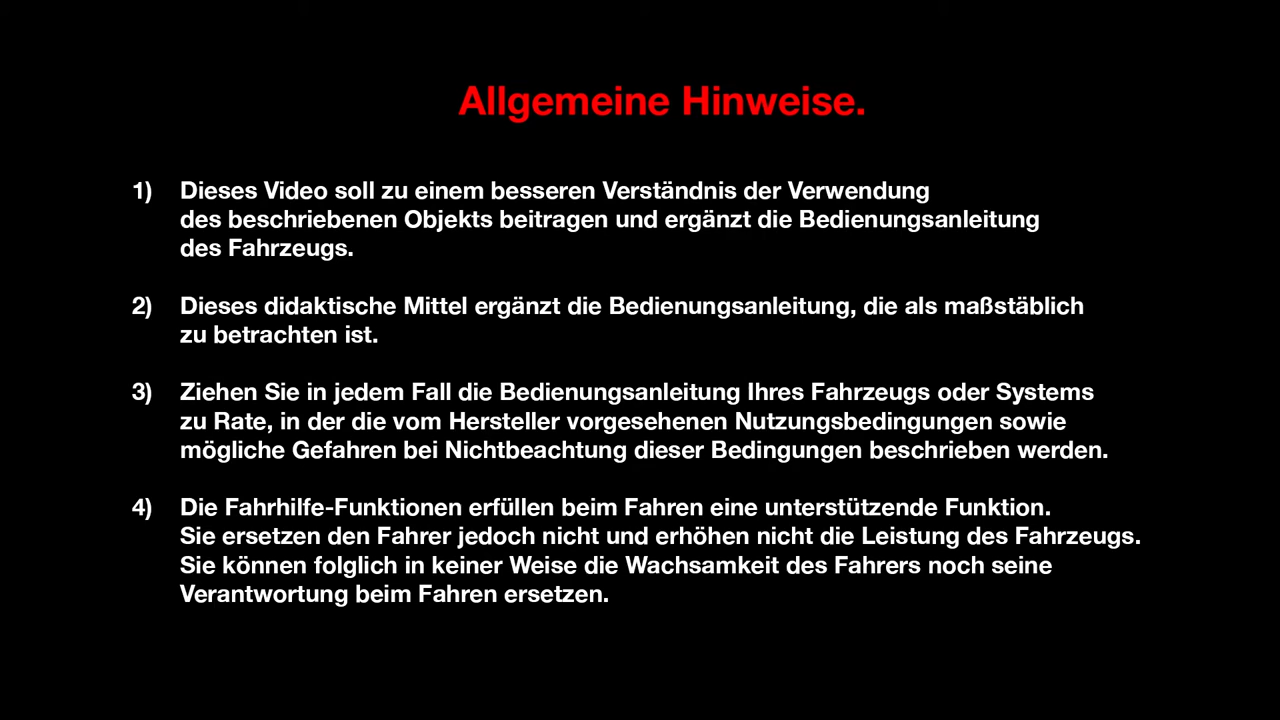 Allgemeine Hinweise.
1) Dieses Video soll zu einem besseren Verständnis der Verwendung
des beschriebenen Objekts beitragen und ergänzt die Bedienungsanleitung
des Fahrzeugs.
2) Dieses didaktische Mittel ergänzt die Bedienungsanleitung, die als maßstäblich
zu betrachten ist.
3) Ziehen Sie in jedem Fall die Bedienungsanleitung Ihres Fahrzeugs oder Systems
zu Rate, in der die vom Hersteller vorgesehenen Nutzungsbedingungen sowie
mögliche Gefahren bei Nichtbeachtung dieser Bedingungen beschrieben werden.
4) Die Fahrhilfe-Funktionen erfüllen beim Fahren eine unterstützende Funktion.
Sie ersetzen den Fahrer jedoch nicht und erhöhen nicht die Leistung des Fahrzeugs.
Sie können folglich in keiner Weise die Wachsamkeit des Fahrers noch seine
Verantwortung beim Fahren ersetzen.